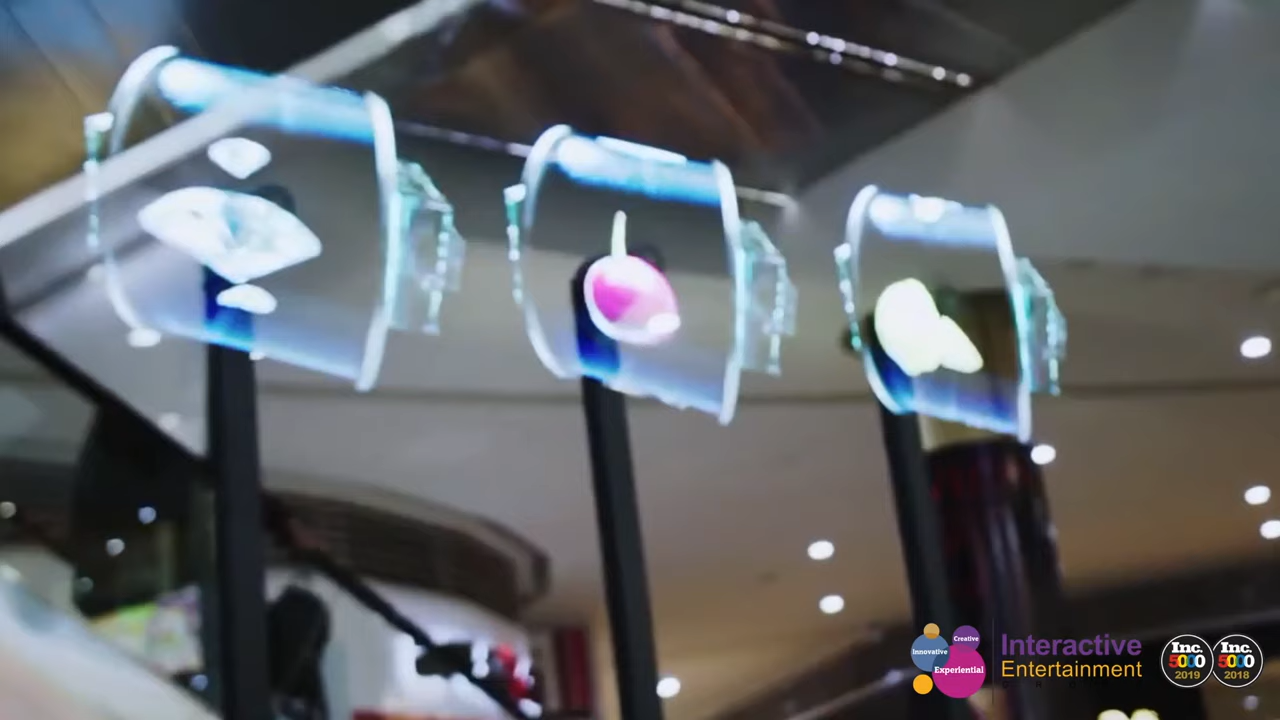 Creative
Innovative
Experiential
Interactive
Entertainment
Inc.
5000
2019
Inc.
5000
2018